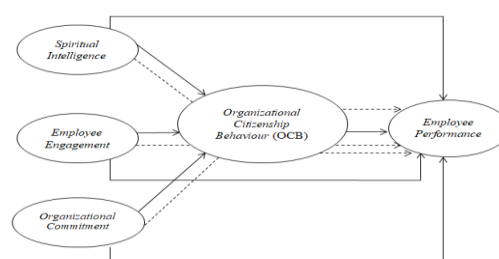 Spiritual
Intelligence
Organizational
Citizenship
Behaviour (OCB)
Employee
Engagement
Employee
Performance
Organizational
Commitment